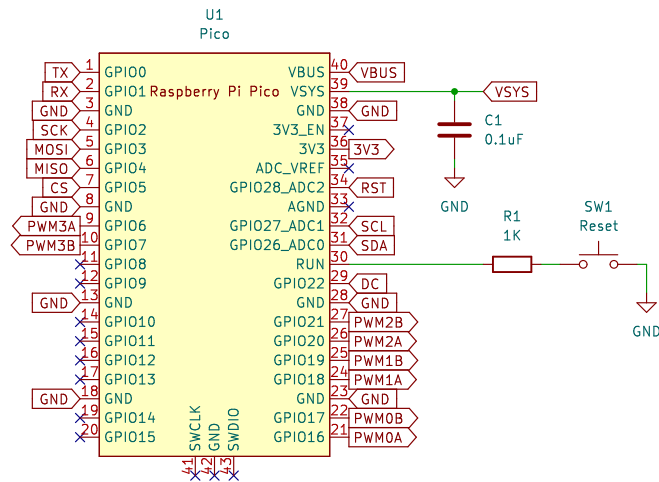 U1
Pico
Raspberry Pi Pico
TX 1 GPIO0
RX 2 GPIO1
GND 3 GND
SCK 4 GPIO2
MOSI 5 GPIO3
MISO 6 GPIO4
CS 7 GPIO5
GND 8 GND
PWM3A 9 GPIO6
PWM3B 10 GPIO7
11 GPIO8
12 GPIO9
GND 13 GND
14 GPIO10
15 GPIO11
16 GPIO12
17 GPIO13
GND 18 GND
19 GPIO14
20 GPIO15
SWCLK 41
GND 42
SWDIO 43
VBUS 40 VBUS
VSYS 39 VSYS
GND 38 GND
3V3_EN 37
3V3 36 3V3
ADC_VREF 35
GPIO28_ADC2 34 RST
AGND 33
GPIO27_ADC1 32 SCL
GPIO26_ADC0 31 SDA
RUN 30
GPIO22 29 DC
GND 28 GND
GPIO21 27 PWM2B
GPIO20 26 PWM2A
GPIO19 25 PWM1B
GPIO18 24 PWM1A
GND 23 GND
GPIO17 22 PWM0B
GPIO16 21 PWM0A
C1
0.1uF
GND
R1
1K
SW1
Reset
GND